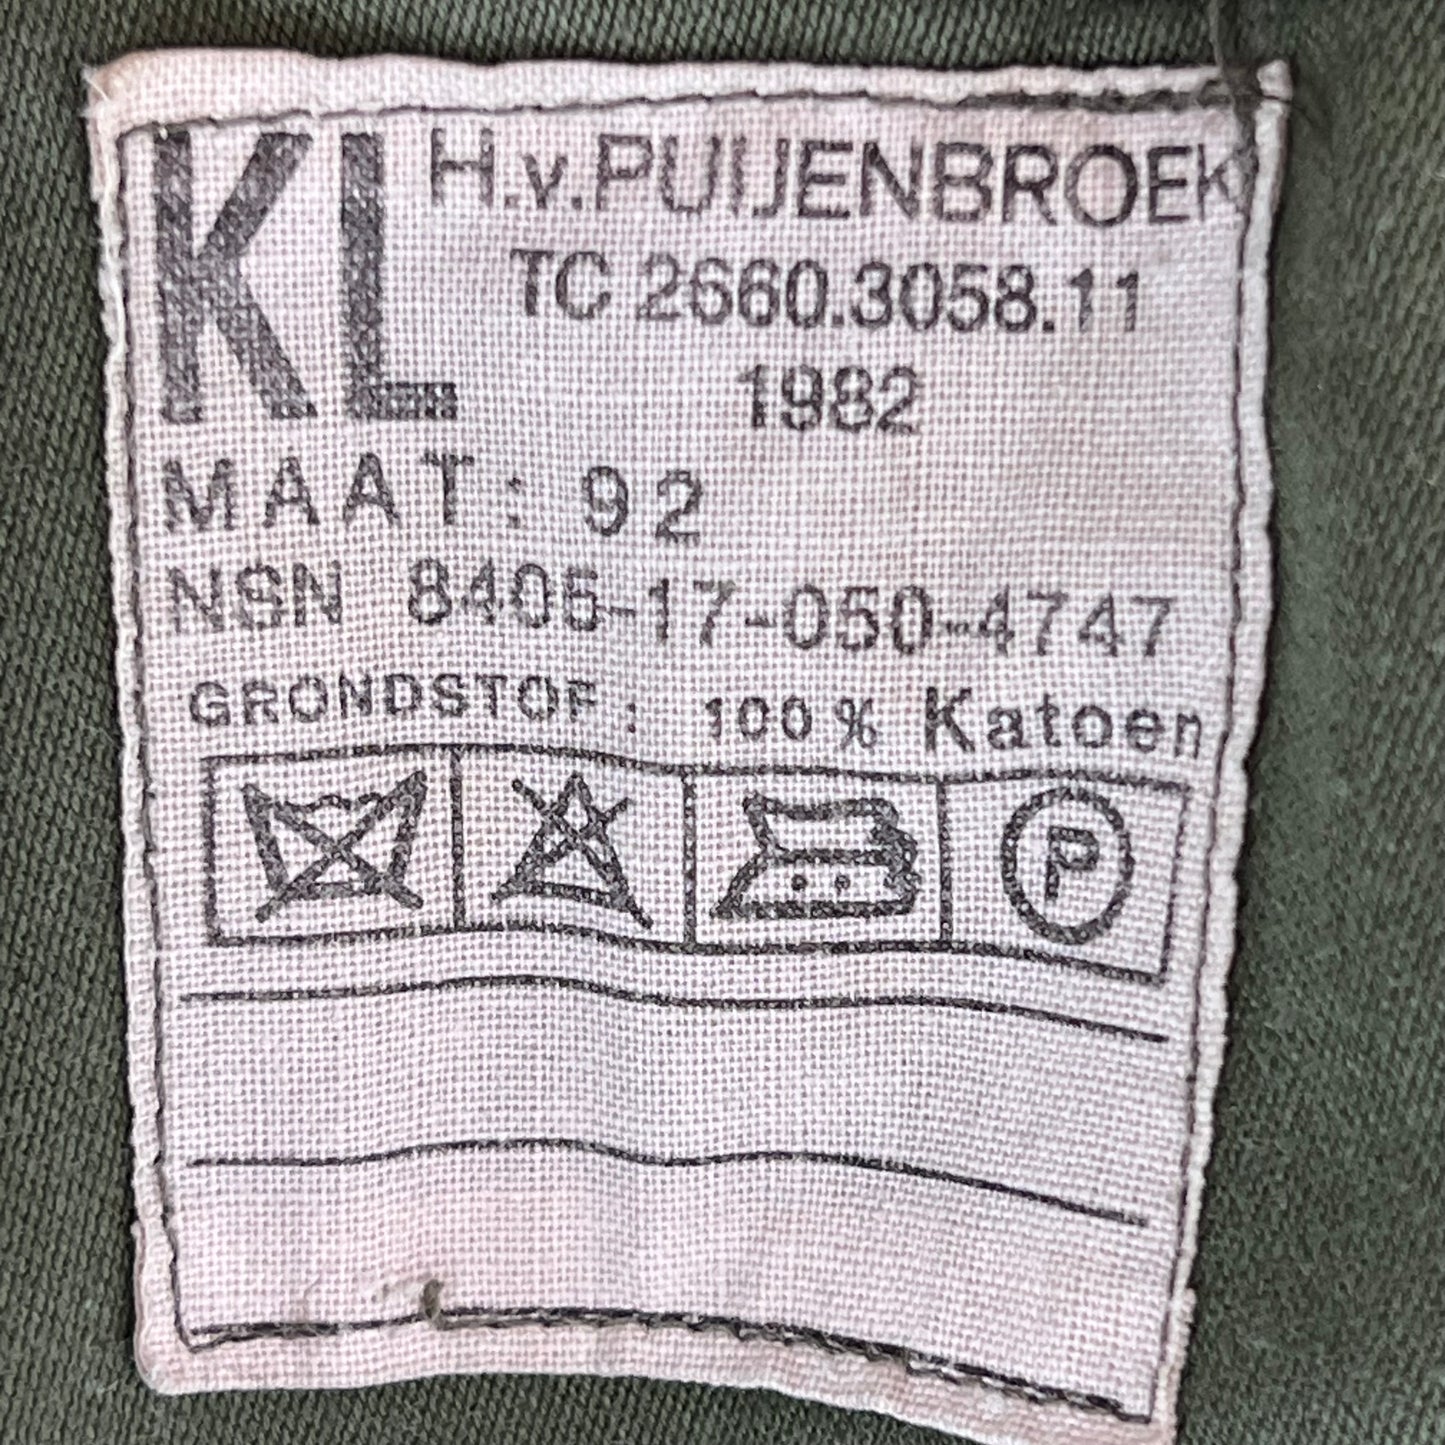 KL H.v.PUIJENBROEK
TC 2660.3058.11
1982
MAAT: 92
NSN 8405-17-050-4747
GRONDSTOF: 100% Katoen
P